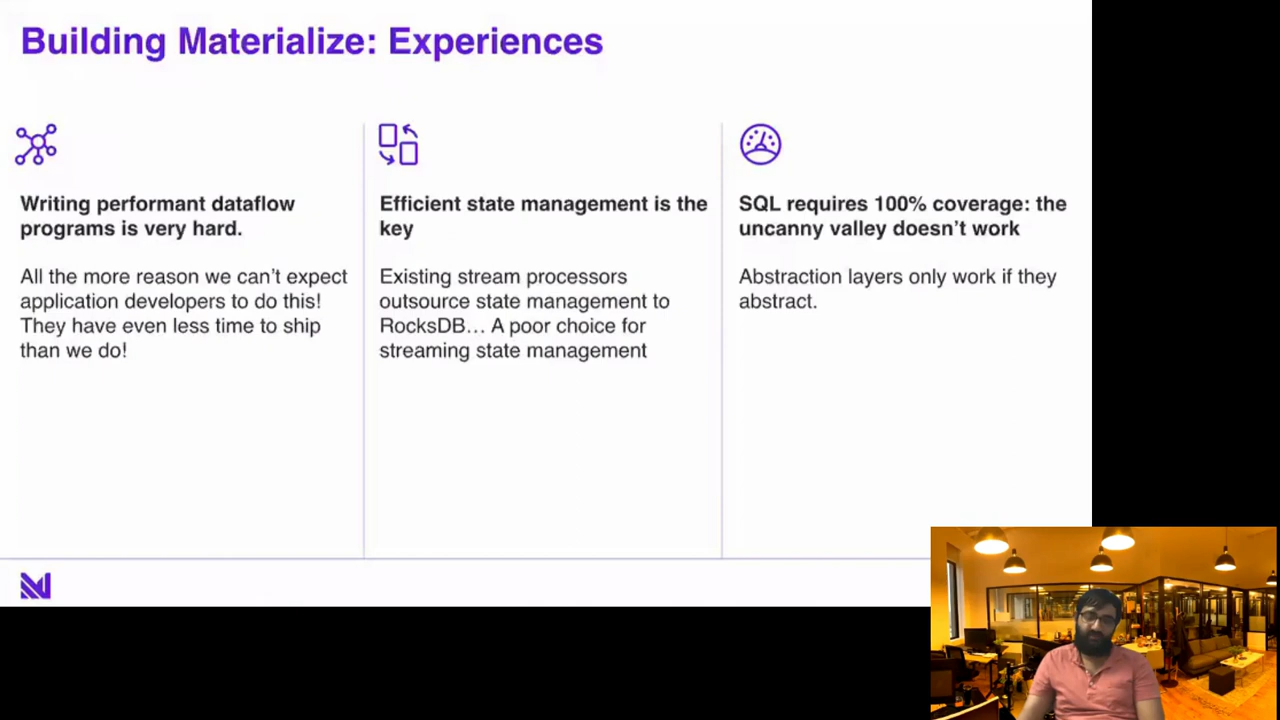 Building Materialize: Experiences
Writing performant dataflow
programs is very hard.
All the more reason we can’t expect
application developers to do this!
They have even less time to ship
than we do!
Efficient state management is the
key
Existing stream processors
outsource state management to
RocksDB... A poor choice for
streaming state management
SQL requires 100% coverage: the
uncanny valley doesn’t work
Abstraction layers only work if they
abstract.